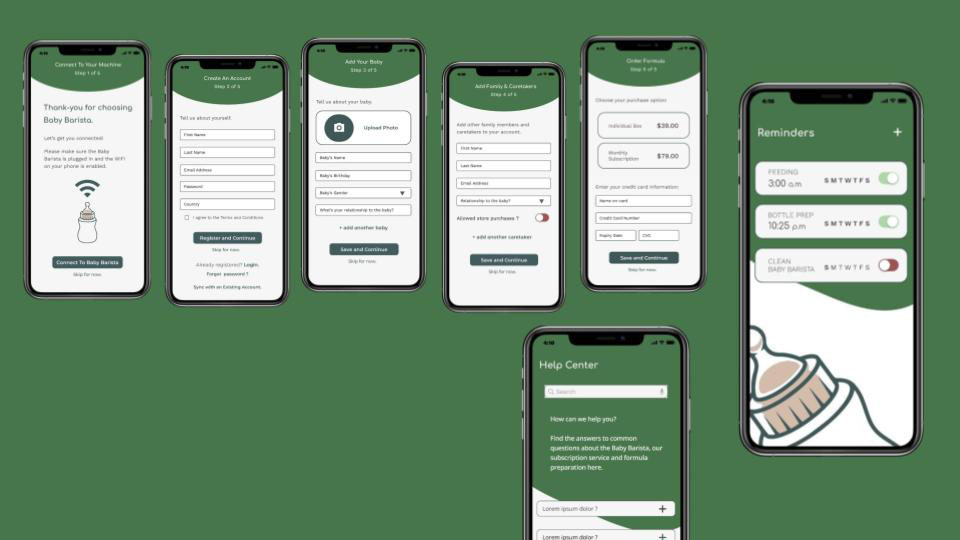 4:16
Connect To Your Machine
Step 1 of 5
Thank-you for choosing
Baby Barista.
Let's get you connected!
Please make sure the Baby
Barista is plugged in and the WiFi
on your phone is enabled.
Connect To Baby Barista
Skip for now.
4:16
Create An Account
Step 2 of 5
Tell us about yourself.
First Name
Last Name
Email Address
Password
Country
I agree to the Terms and Conditions
Register and Continue
Skip for now.
Already registered? Login.
Forgot password ?
Sync with an Existing Account.
4:16
Add Your Baby
Step 3 of 5
Tell us about your baby.
Upload Photo
Baby's Name
Baby's Birthday
Baby's Gender
What's your relationship to the baby?
+ add another baby
Save and Continue
Skip for now.
4:16
Add Family & Caretakers
Step 4 of 5
Add other family members and
caretakers to your account.
First Name
Last Name
Email Address
Relationship to the baby?
Allowed store purchases ?
+ add another caretaker
Save and Continue
Skip for now.
4:16
Order Formula
Step 5 of 5
Choose your purchase option:
Individual Box $39.00
Monthly
Subscription $79.00
Enter your credit card information:
Name on card
Credit Card Number
Expiry Date CVC
Save and Continue
Skip for now.
4:16
Reminders +
FEEDING
3:00 a.m S M T W T F S
BOTTLE PREP
10:25 p.m S M T W T F S
CLEAN
BABY BARISTA S M T W T F S
4:16
Help Center
Search
How can we help you?
Find the answers to common
questions about the Baby Barista, our
subscription service and formula
preparation here.
Lorem ipsum dolor ? +
Lorem ipsum dolor ? +